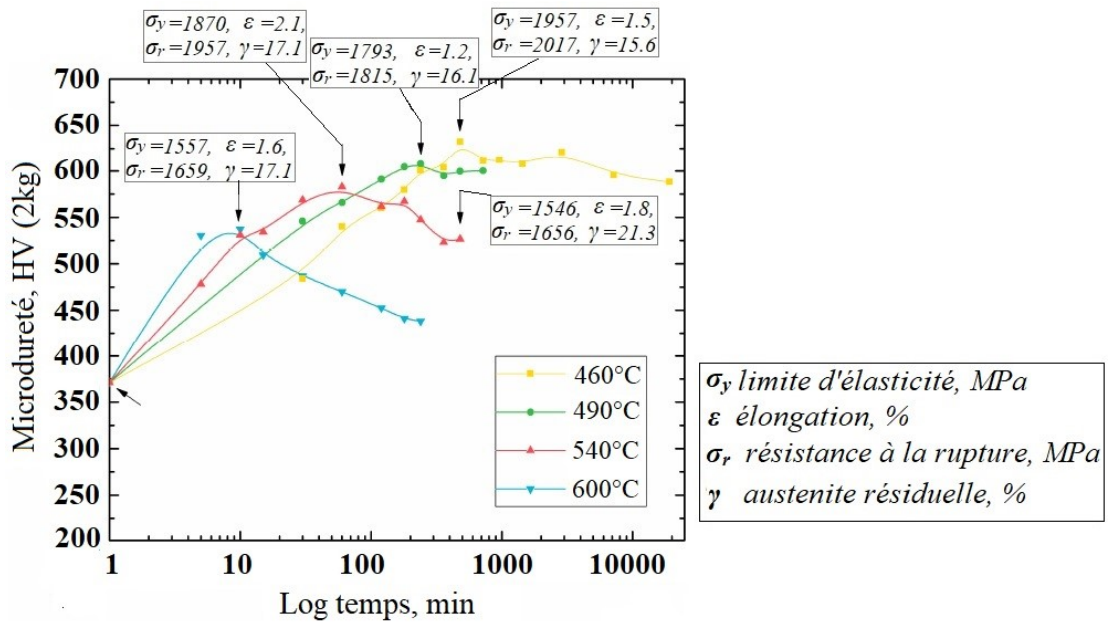 σy=1870, ε=2.1,
σr=1957, γ=17.1
σy=1793, ε=1.2,
σr=1815, γ=16.1
σy=1957, ε=1.5,
σr=2017, γ=15.6
σy=1557, ε=1.6,
σr=1659, γ=17.1
σy=1546, ε=1.8,
σr=1656, γ=21.3
Microdureté, HV (2kg)
700
650
600
550
500
450
400
350
300
250
200
1
10
100
1000
10000
Log temps, min
460°C
490°C
540°C
600°C
σy limite d'élasticité, MPa
ε élongation, %
σr résistance à la rupture, MPa
γ austenite résiduelle, %